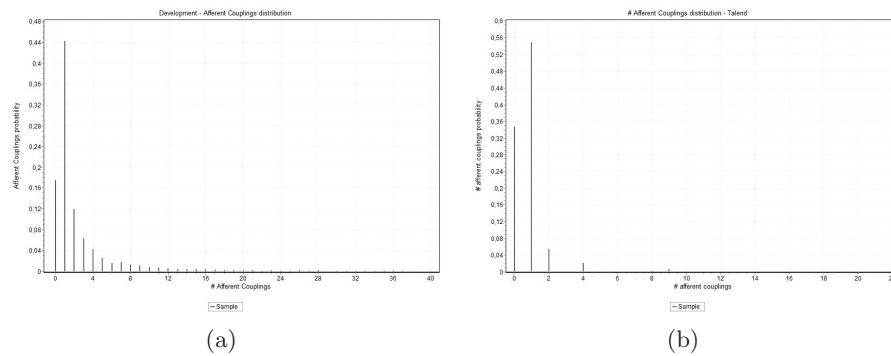 Development - Afferent Couplings distribution
0,48
0,44
0,4
0,36
0,32
0,28
0,24
0,2
0,16
0,12
0,08
0,04
0
Afferent Couplings probability
0 4 8 12 16 20 24 28 32 36 40
# Afferent Couplings
Sample
(a)
# Afferent Couplings distribution - Talend
0,6
0,56
0,52
0,48
0,44
0,4
0,36
0,32
0,28
0,24
0,2
0,16
0,12
0,08
0,04
0
# afferent couplings probability
0 2 4 6 8 10 12 14 16 18 20 22
# afferent couplings
Sample
(b)